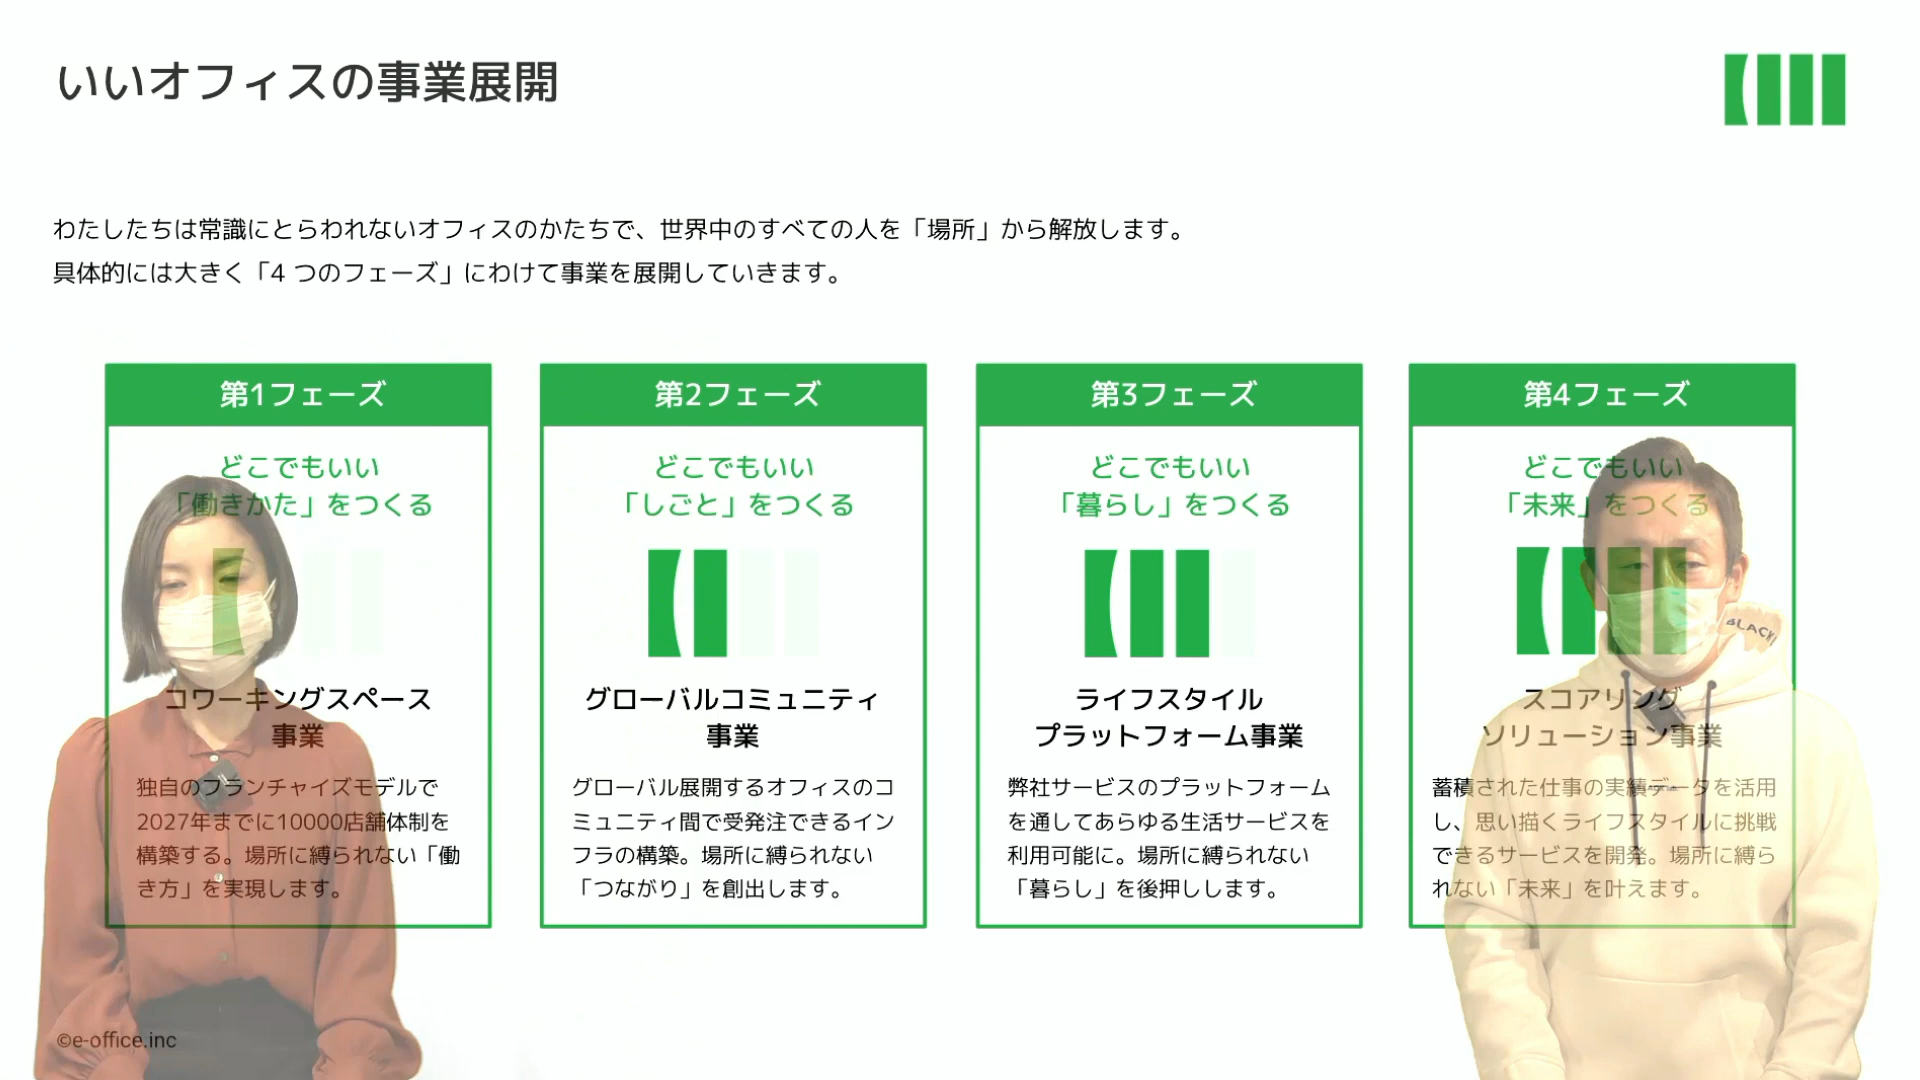 いいオフィスの事業展開
わたしたちは常識にとらわれないオフィスのかたちで、世界中のすべての人を「場所」から解放します。
具体的には大きく「4 つのフェーズ」にわけて事業を展開していきます。
第1フェーズ
どこでもいい
「働きかた」をつくる
コワーキングスペース
事業
独自のフランチャイズモデルで
2027年までに10000店舗体制を
構築する。場所に縛られない「働
き方」を実現します。
第2フェーズ
どこでもいい
「しごと」をつくる
グローバルコミュニティ
事業
グローバル展開するオフィスのコ
ミュニティ間で受発注できるイン
フラの構築。場所に縛られない
「つながり」を創出します。
第3フェーズ
どこでもいい
「暮らし」をつくる
ライフスタイル
プラットフォーム事業
弊社サービスのプラットフォーム
を通してあらゆる生活サービスを
利用可能に。場所に縛られない
「暮らし」を後押しします。
第4フェーズ
どこでもいい
「未来」をつくる
スコアリング
ソリューション事業
蓄積された仕事の実績データを活用
し、思い描くライフスタイルに挑戦
できるサービスを開発。場所に縛ら
れない「未来」を叶えます。
BLACK
©e-office.inc